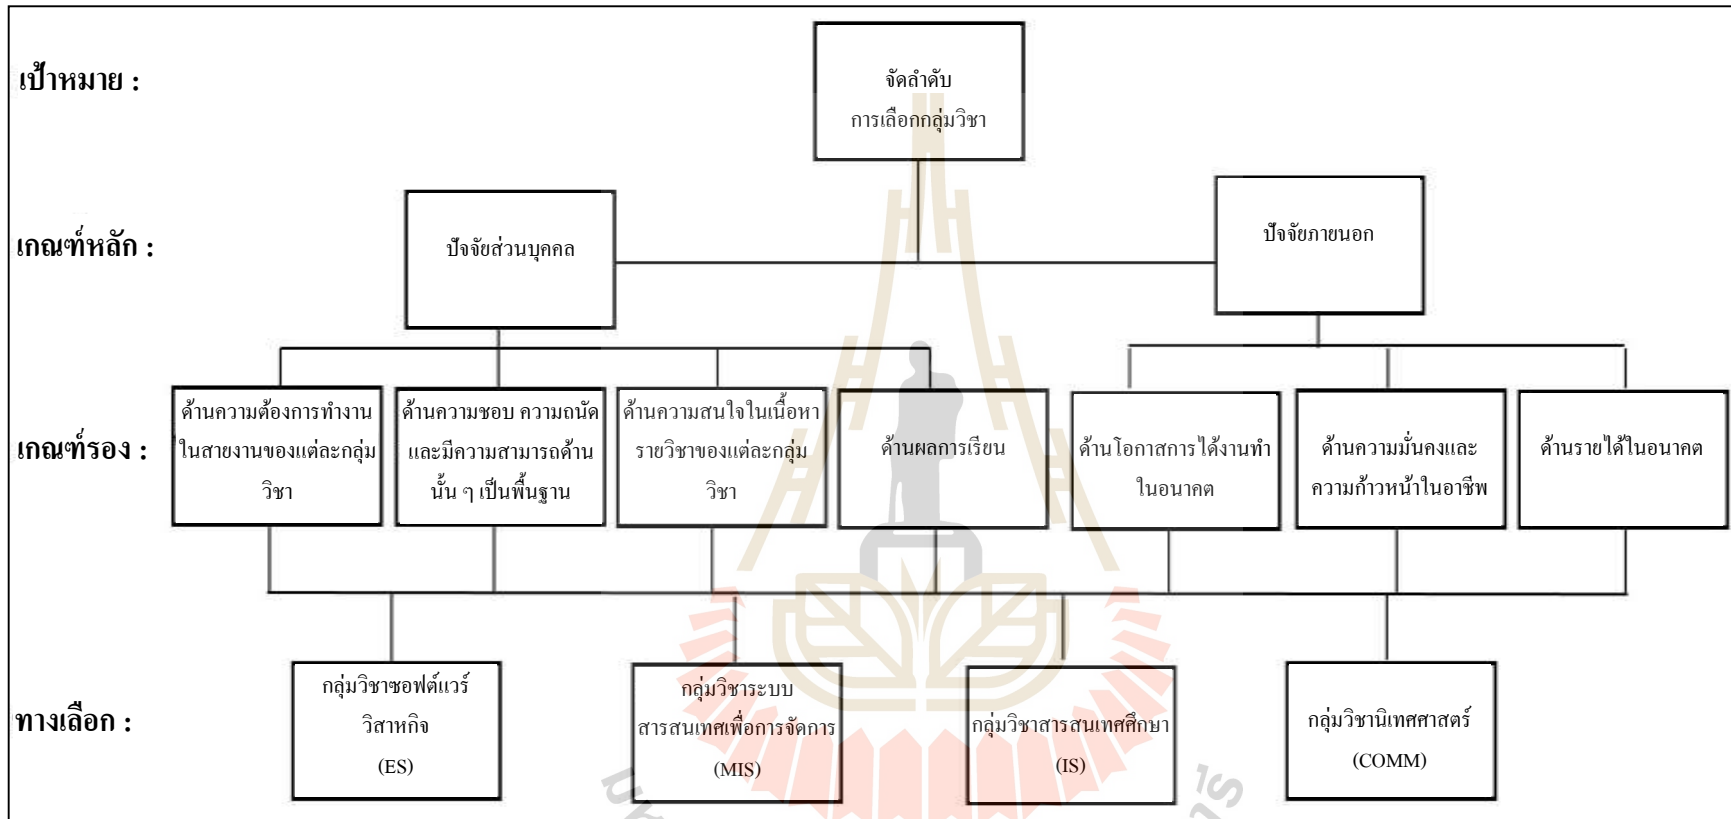 เป้าหมาย :
จัดลำดับ
การเลือกกลุ่มวิชา
เกณฑ์หลัก :
ปัจจัยส่วนบุคคล
ปัจจัยภายนอก
เกณฑ์รอง :
ด้านความต้องการทำงาน
ในสายงานของแต่ละกลุ่ม
วิชา
ด้านความชอบ ความถนัด
และมีความสามารถด้าน
นั้น ๆ เป็นพื้นฐาน
ด้านความสนใจในเนื้อหา
รายวิชาของแต่ละกลุ่ม
วิชา
ด้านผลการเรียน
ด้านโอกาสการได้งานทำ
ในอนาคต
ด้านความมั่นคงและ
ความก้าวหน้าในอาชีพ
ด้านรายได้ในอนาคต
ทางเลือก :
กลุ่มวิชาซอฟต์แวร์
วิสาหกิจ
(ES)
กลุ่มวิชาระบบ
สารสนเทศเพื่อการจัดการ
(MIS)
กลุ่มวิชาสารสนเทศศึกษา
(IS)
กลุ่มวิชานิเทศศาสตร์
(COMM)